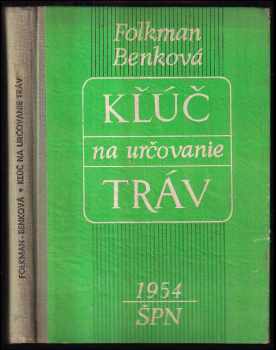 FOLKMAN-BENKOVÁ * KĽÚČ NA URČOVANIE TRÁV
Folkman
Benková
KĽÚČ
na určovanie
TRÁV
1954
ŠPN